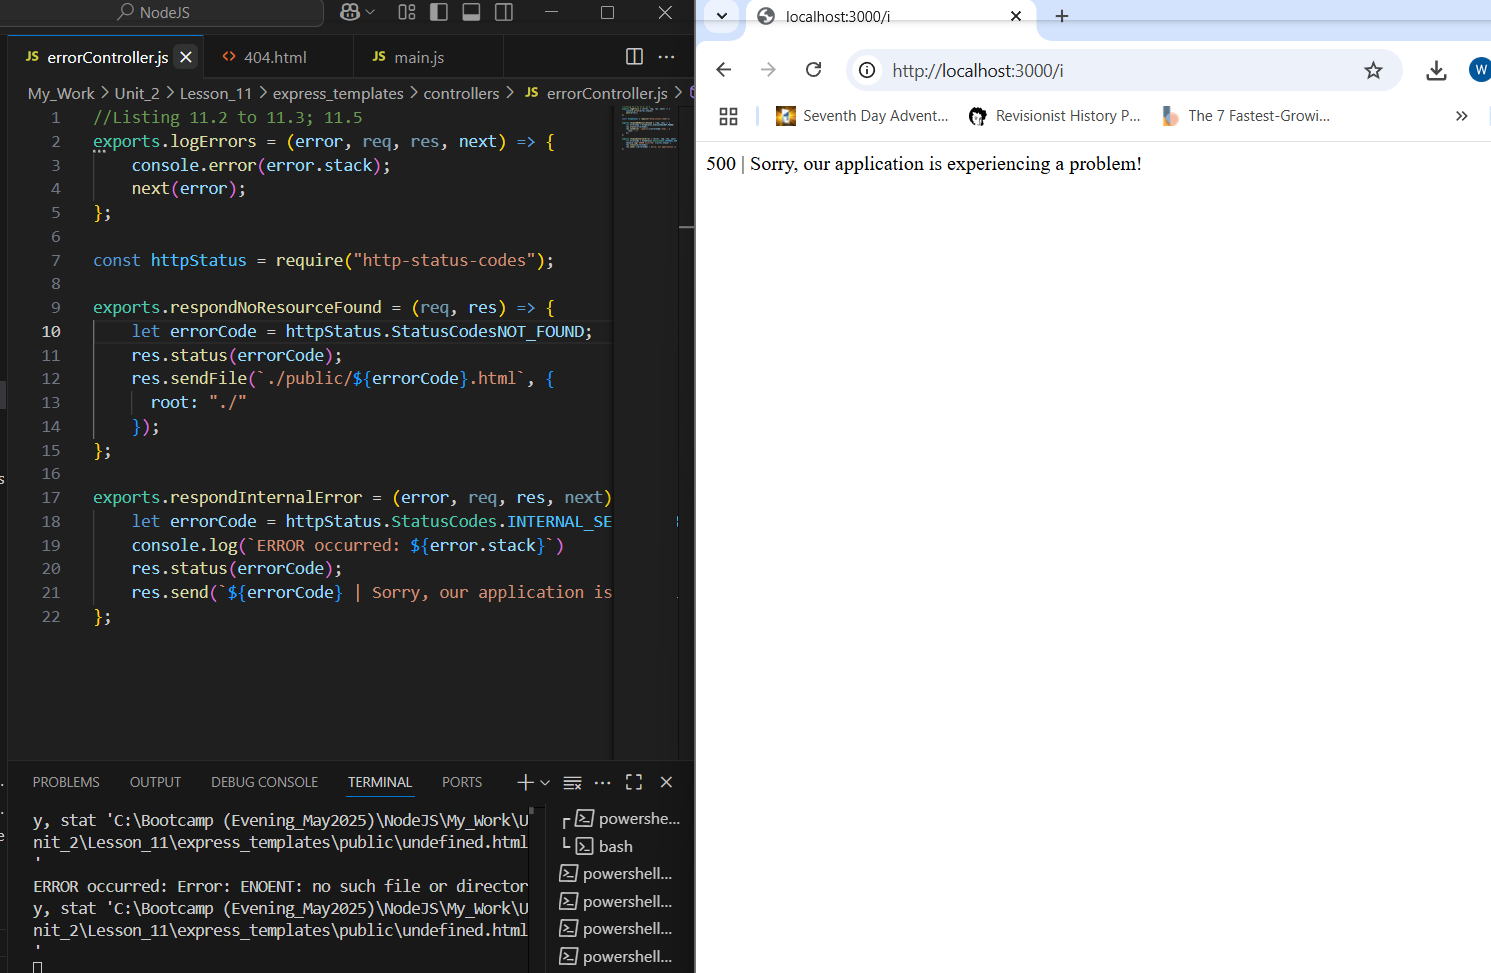 NodeJS
JS errorController.js
<> 404.html
JS main.js
My_Work > Unit_2 > Lesson_11 > express_templates > controllers > JS errorController.js >
1 //Listing 11.2 to 11.3; 11.5
2 exports.logErrors = (error, req, res, next) => {
3 console.error(error.stack);
4 next(error);
5 };
6
7 const httpStatus = require("http-status-codes");
8
9 exports.respondNoResourceFound = (req, res) => {
10 let errorCode = httpStatus.StatusCodesNOT_FOUND;
11 res.status(errorCode);
12 res.sendFile(`./public/${errorCode}.html`, {
13 root: "./"
14 });
15 };
16
17 exports.respondInternalError = (error, req, res, next)
18 let errorCode = httpStatus.StatusCodes.INTERNAL_SE
19 console.log(`ERROR occurred: ${error.stack}`)
20 res.status(errorCode);
21 res.send(`${errorCode} | Sorry, our application is
22 };
PROBLEMS OUTPUT DEBUG CONSOLE TERMINAL PORTS
y, stat 'C:\Bootcamp (Evening_May2025)\NodeJS\My_Work\U
nit_2\Lesson_11\express_templates\public\undefined.html
'
ERROR occurred: Error: ENOENT: no such file or director
y, stat 'C:\Bootcamp (Evening_May2025)\NodeJS\My_Work\U
nit_2\Lesson_11\express_templates\public\undefined.html
'
powershe...
bash
powershell...
powershell...
powershell...
powershell...
localhost:3000/i
http://localhost:3000/i
W
Seventh Day Advent...
Revisionist History P...
The 7 Fastest-Growi...
500 | Sorry, our application is experiencing a problem!